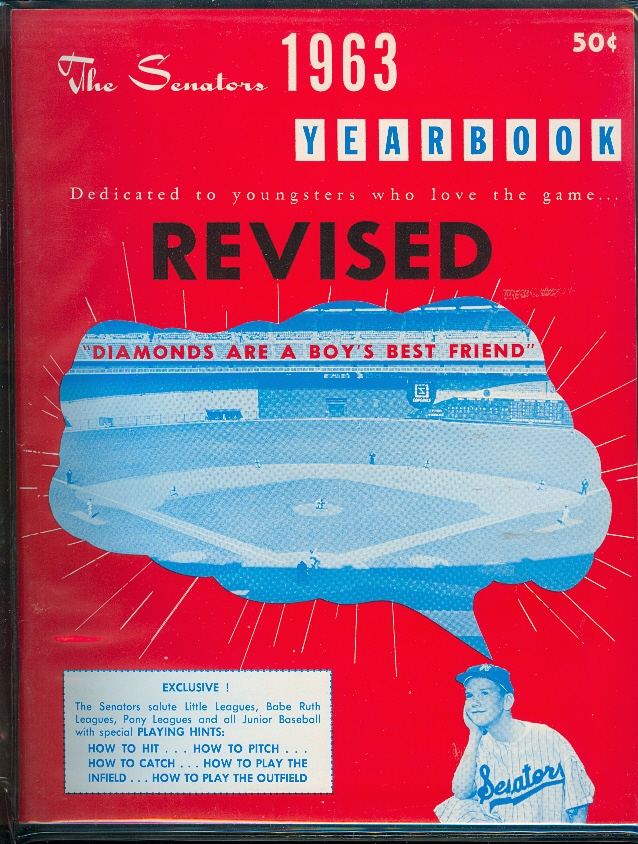 The Senators 1963
50¢
YEARBOOK
Dedicated to youngsters who love the game...
REVISED
"DIAMONDS ARE A BOY'S BEST FRIEND"
EXCLUSIVE !
The Senators salute Little Leagues, Babe Ruth
Leagues, Pony Leagues and all Junior Baseball
with special PLAYING HINTS:
HOW TO HIT . . . HOW TO PITCH . . .
HOW TO CATCH . . . HOW TO PLAY THE
INFIELD . . . HOW TO PLAY THE OUTFIELD
Senators